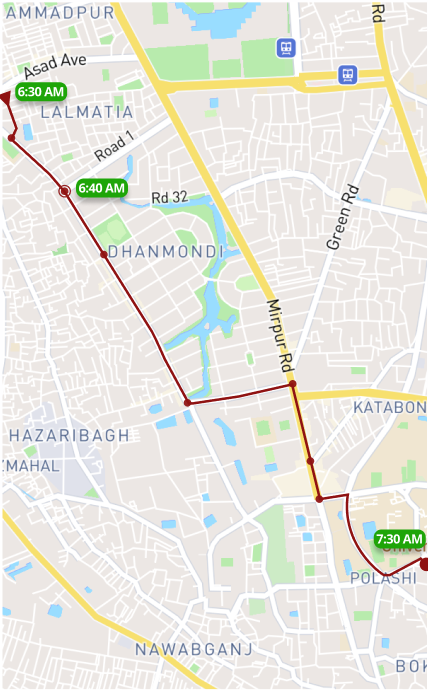 AMMADPUR
Rd
Asad Ave
6:30 AM
LALMATIA
Road 1
6:40 AM
Rd 32
Green Rd
DHANMONDI
Mirpur Rd
KATABON
HAZARIBAGH
MAHAL
7:30 AM
POLASHI
BOK
NAWABGANJ
BOK